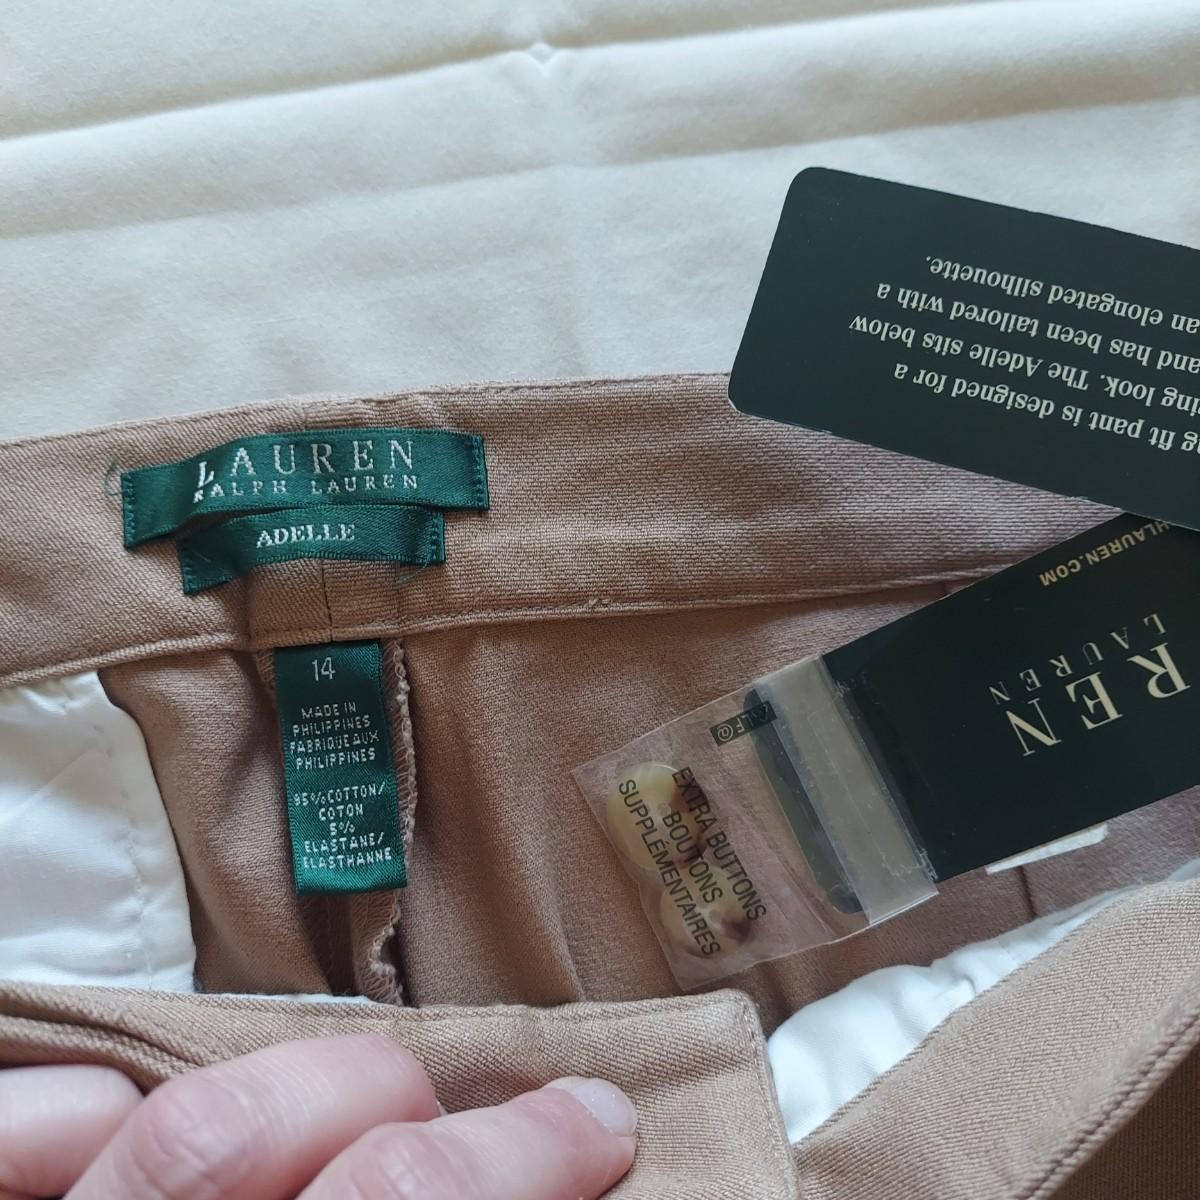 LAUREN
RALPH LAUREN
ADELLE
14
MADE IN
PHILIPPINES
FABRIQUE AUX
PHILIPPINES
95% COTTON/
COTON
5%
ELASTANE/
ELASTHANNE
fit pant is designed for a
look. The Adelle sits below
and has been tailored with a
an elongated silhouette.
HLAUREN.COM
REN
LAUREN
EXTRA BUTTONS
BOUTONS
SUPPLÉMENTAIRES